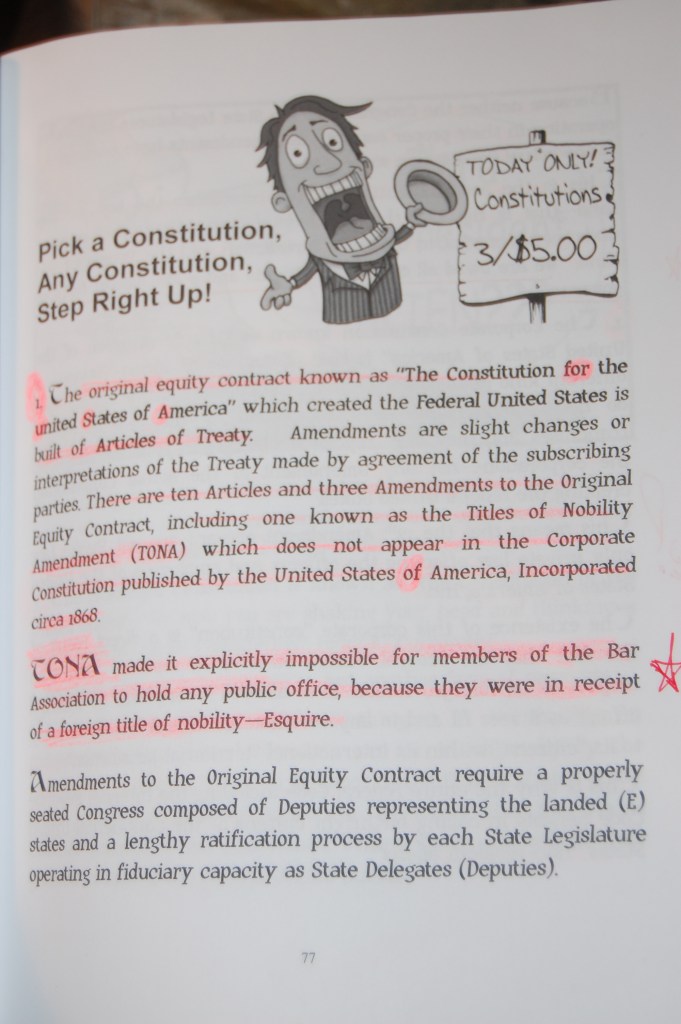 TODAY ONLY!
Constitutions
3/$5.00
Pick a Constitution,
Any Constitution,
Step Right Up!
1. The original equity contract known as "The Constitution for the
united States of America" which created the Federal United States is
built of Articles of Treaty. Amendments are slight changes or
interpretations of the Treaty made by agreement of the subscribing
parties. There are ten Articles and three Amendments to the Original
Equity Contract, including one known as the Titles of Nobility
Amendment (TONA) which does not appear in the Corporate
Constitution published by the United States of America, Incorporated
circa 1868.
TONA made it explicitly impossible for members of the Bar
Association to hold any public office, because they were in receipt
of a foreign title of nobility—Esquire.
Amendments to the Original Equity Contract require a properly
seated Congress composed of Deputies representing the landed (E)
states and a lengthy ratification process by each State Legislature
operating in fiduciary capacity as State Delegates (Deputies).
77